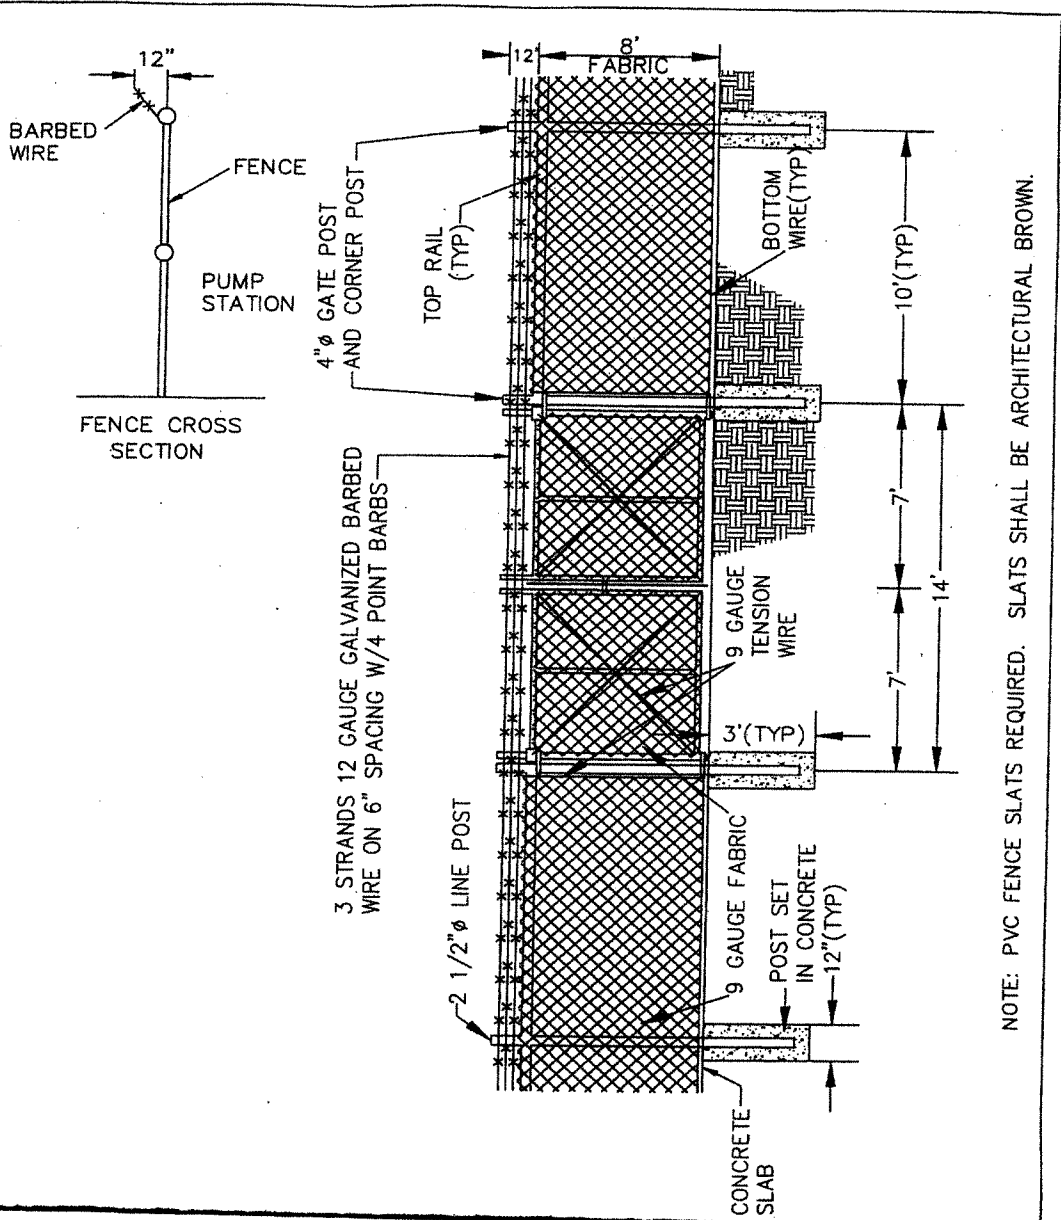 12"
BARBED
WIRE
FENCE
PUMP
STATION
FENCE CROSS
SECTION
3 STRANDS 12 GAUGE GALVANIZED BARBED
WIRE ON 6" SPACING W/4 POINT BARBS
4"ø GATE POST
AND CORNER POST
TOP RAIL
(TYP)
2 1/2"ø LINE POST
12"
8'
FABRIC
BOTTOM
WIRE(TYP)
9 GAUGE
TENSION
WIRE
9 GAUGE FABRIC
POST SET
IN CONCRETE
12"(TYP)
3'(TYP)
CONCRETE
SLAB
10'(TYP)
7'
7'
14'
NOTE: PVC FENCE SLATS REQUIRED. SLATS SHALL BE ARCHITECTURAL BROWN.